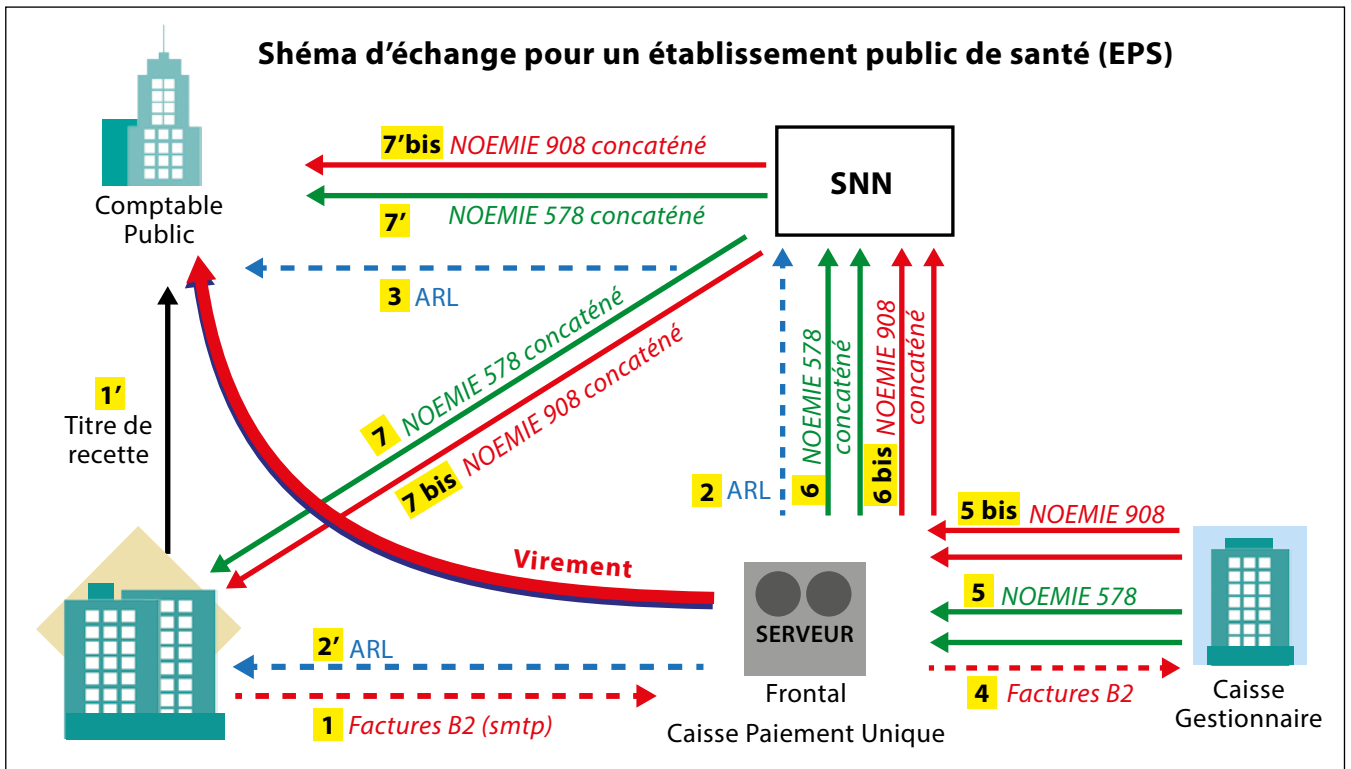 Shéma d'échange pour un établissement public de santé (EPS)
7'bis NOEMIE 908 concaténé
SNN
7' NOEMIE 578 concaténé
Comptable
Public
3 ARL
7 NOEMIE 578 concaténé
7 bis NOEMIE 908 concaténé
1'
Titre de
recette
2 ARL
6 NOEMIE 578
concaténé
6 bis NOEMIE 908
concaténé
5 bis NOEMIE 908
Virement
5 NOEMIE 578
SERVEUR
2' ARL
1 Factures B2 (smtp)
Frontal
Caisse Paiement Unique
4 Factures B2
Caisse
Gestionnaire